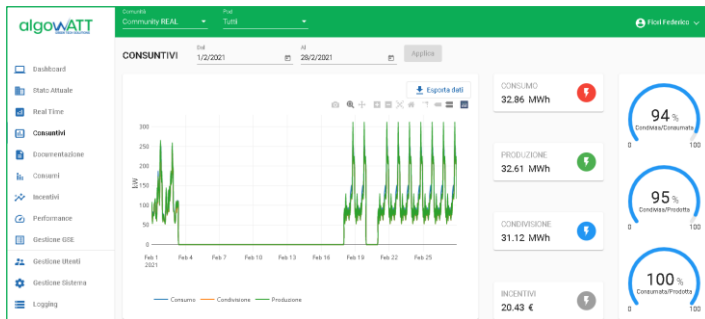 algoWATT
Comunità
Community REAL
Pod
Tutti
Fiori Federico
CONSUNTIVI
Dal
1/2/2021
Al
28/2/2021
Applica
Dashboard
Stato Attuale
Real Time
Consuntivi
Documentazione
Consumi
Incentivi
Performance
Gestione GSE
Gestione Utenti
Gestione Sistema
Logging
Esporta dati
kW
300
250
200
150
100
50
0
Feb 1
2021
Feb 4
Feb 7
Feb 10
Feb 13
Feb 16
Feb 19
Feb 22
Feb 25
Consumo
Condivisione
Produzione
CONSUMO
32.86 MWh
PRODUZIONE
32.61 MWh
CONDIVISIONE
31.12 MWh
INCENTIVI
20.43 €
94 %
Condivisa/Consumata
0
100
95 %
Condivisa/Prodotta
0
100
100 %
Consumata/Prodotta
0
100